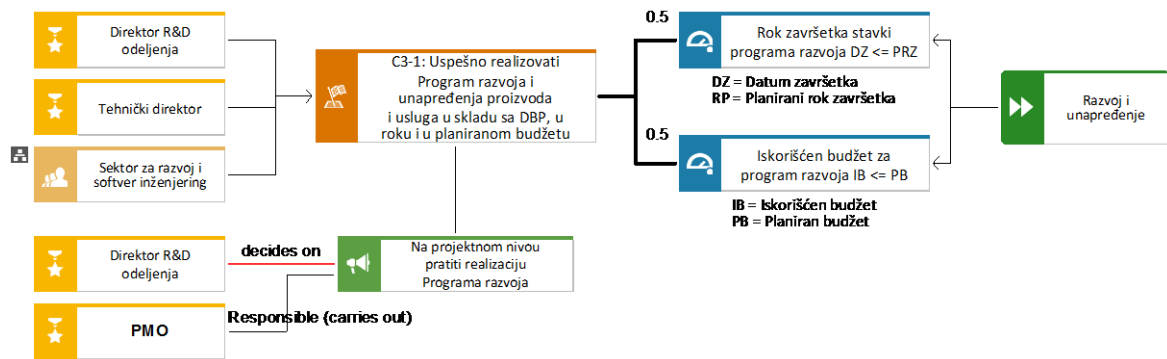 Direktor R&D
odeljenja
Tehnički direktor
Sektor za razvoj i
softver inženjering
C3-1: Uspešno realizovati
Program razvoja i
unapređenja proizvoda
i usluga u skladu sa DBP, u
roku i u planiranom budžetu
0.5
Rok završetka stavki
programa razvoja DZ <= PRZ
DZ = Datum završetka
RP = Planirani rok završetka
0.5
Iskorišćen budžet za
program razvoja IB <= PB
IB = Iskorišćen budžet
PB = Planiran budžet
Razvoj i
unapređenje
Direktor R&D
odeljenja
decides on
Na projektnom nivou
pratiti realizaciju
Programa razvoja
PMO
Responsible (carries out)